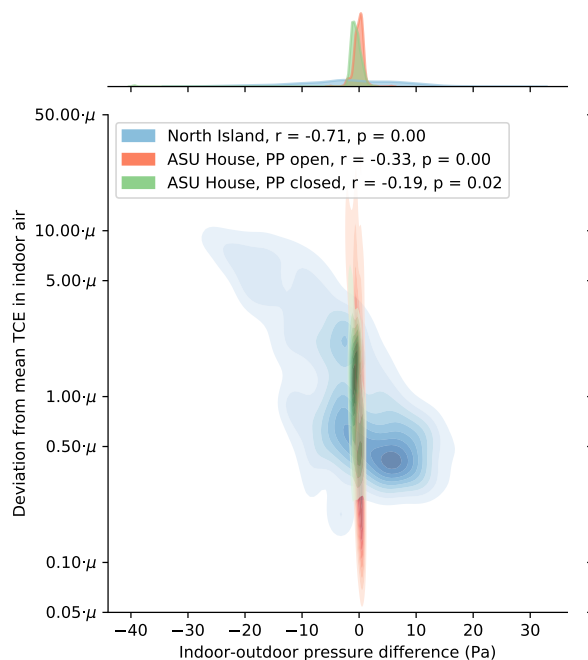 50.00·μ
North Island, r = -0.71, p = 0.00
ASU House, PP open, r = -0.33, p = 0.00
ASU House, PP closed, r = -0.19, p = 0.02
10.00·μ
5.00·μ
1.00·μ
0.50·μ
0.10·μ
0.05·μ
Deviation from mean TCE in indoor air
−40 −30 −20 −10 0 10 20 30
Indoor-outdoor pressure difference (Pa)